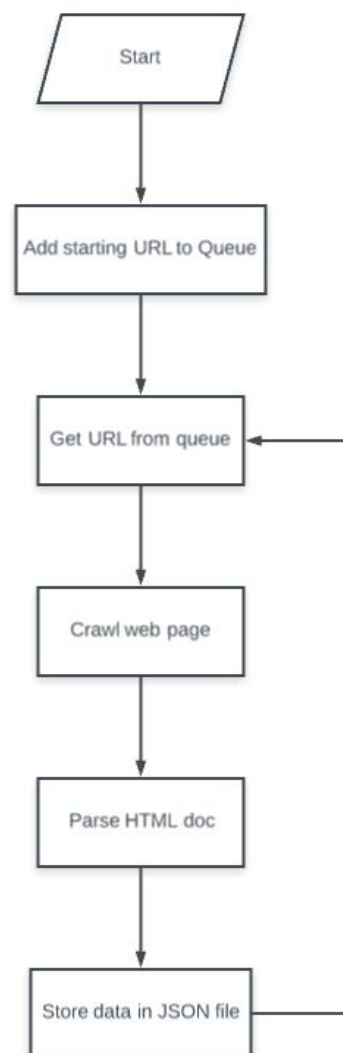 Start
Add starting URL to Queue
Get URL from queue
Crawl web page
Parse HTML doc
Store data in JSON file